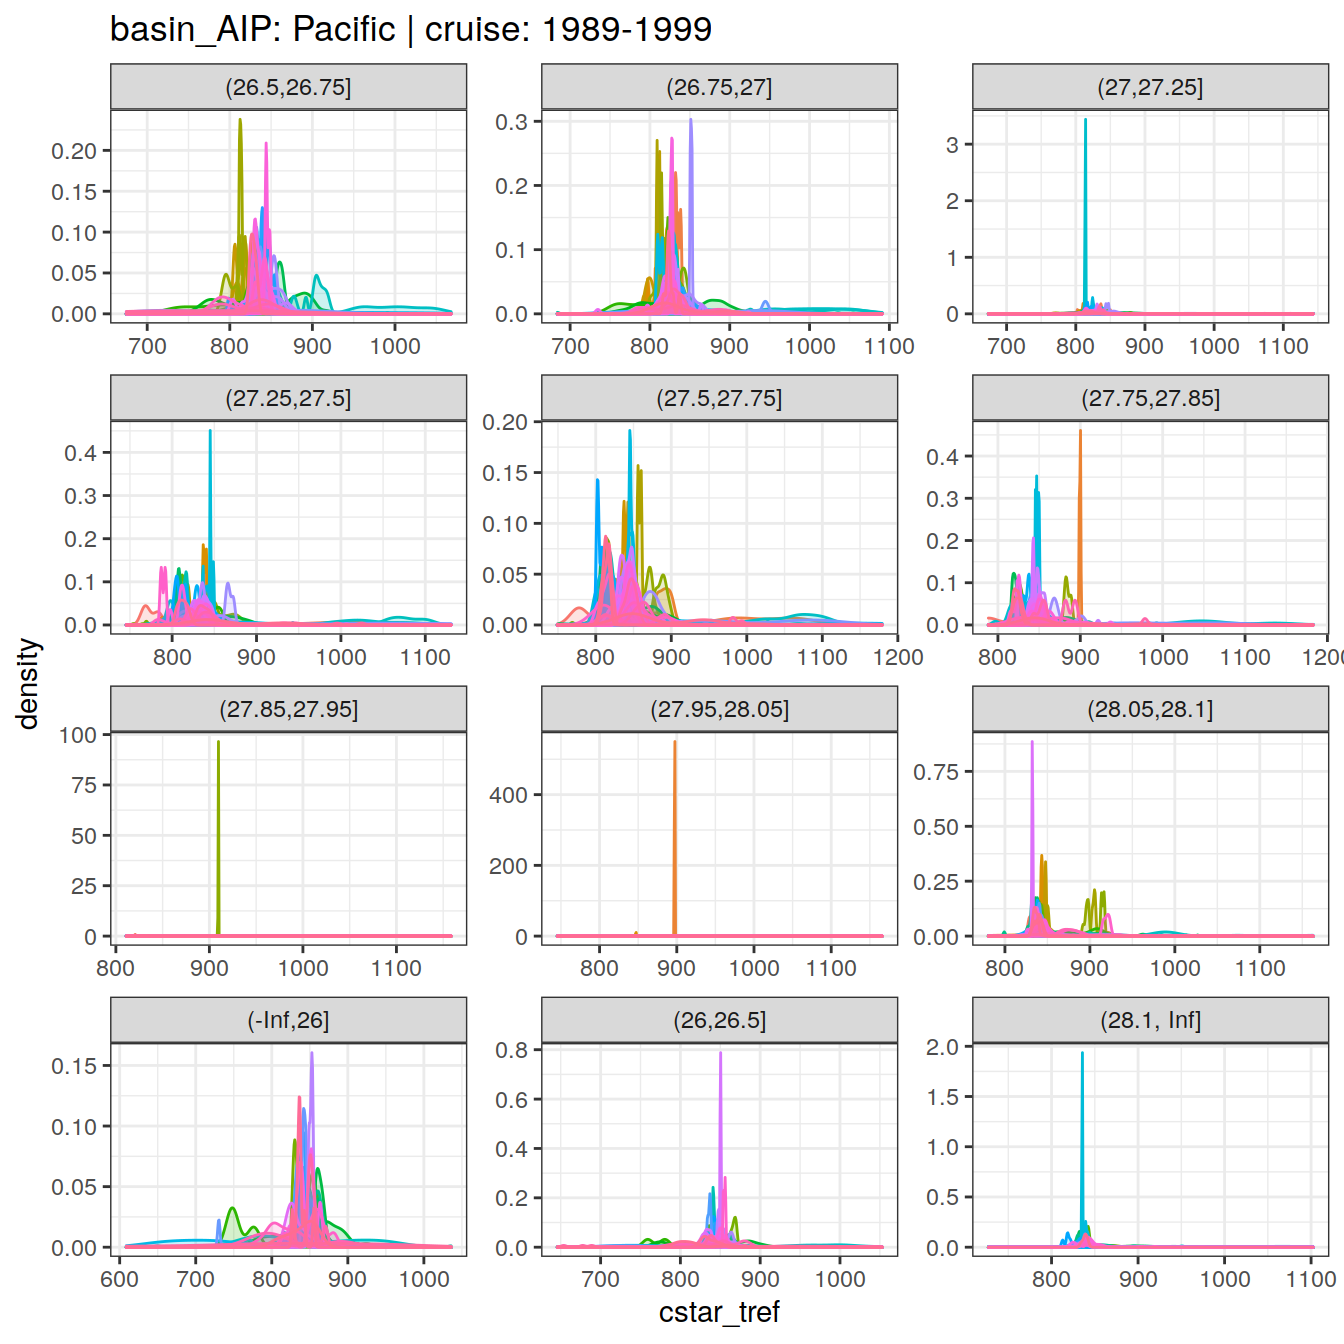 basin_AIP: Pacific | cruise: 1989-1999
(26.5,26.75] (26.75,27] (27,27.25]
0.20 0.15 0.10 0.05 0.00
0.3 0.2 0.1 0.0
3 2 1 0
700 800 900 1000
700 800 900 1000 1100
700 800 900 1000 1100
(27.25,27.5] (27.5,27.75] (27.75,27.85]
0.4 0.3 0.2 0.1 0.0
0.20 0.15 0.10 0.05 0.00
0.4 0.3 0.2 0.1 0.0
800 900 1000 1100
800 900 1000 1100 1200
800 900 1000 1100 120
density
(27.85,27.95] (27.95,28.05] (28.05,28.1]
100 75 50 25 0
400 200 0
0.75 0.50 0.25 0.00
800 900 1000 1100
800 900 1000 1100
800 900 1000 1100
(-Inf,26] (26,26.5] (28.1, Inf]
0.15 0.10 0.05 0.00
0.8 0.6 0.4 0.2 0.0
2.0 1.5 1.0 0.5 0.0
600 700 800 900 1000
700 800 900 1000
800 900 1000 1100
cstar_tref